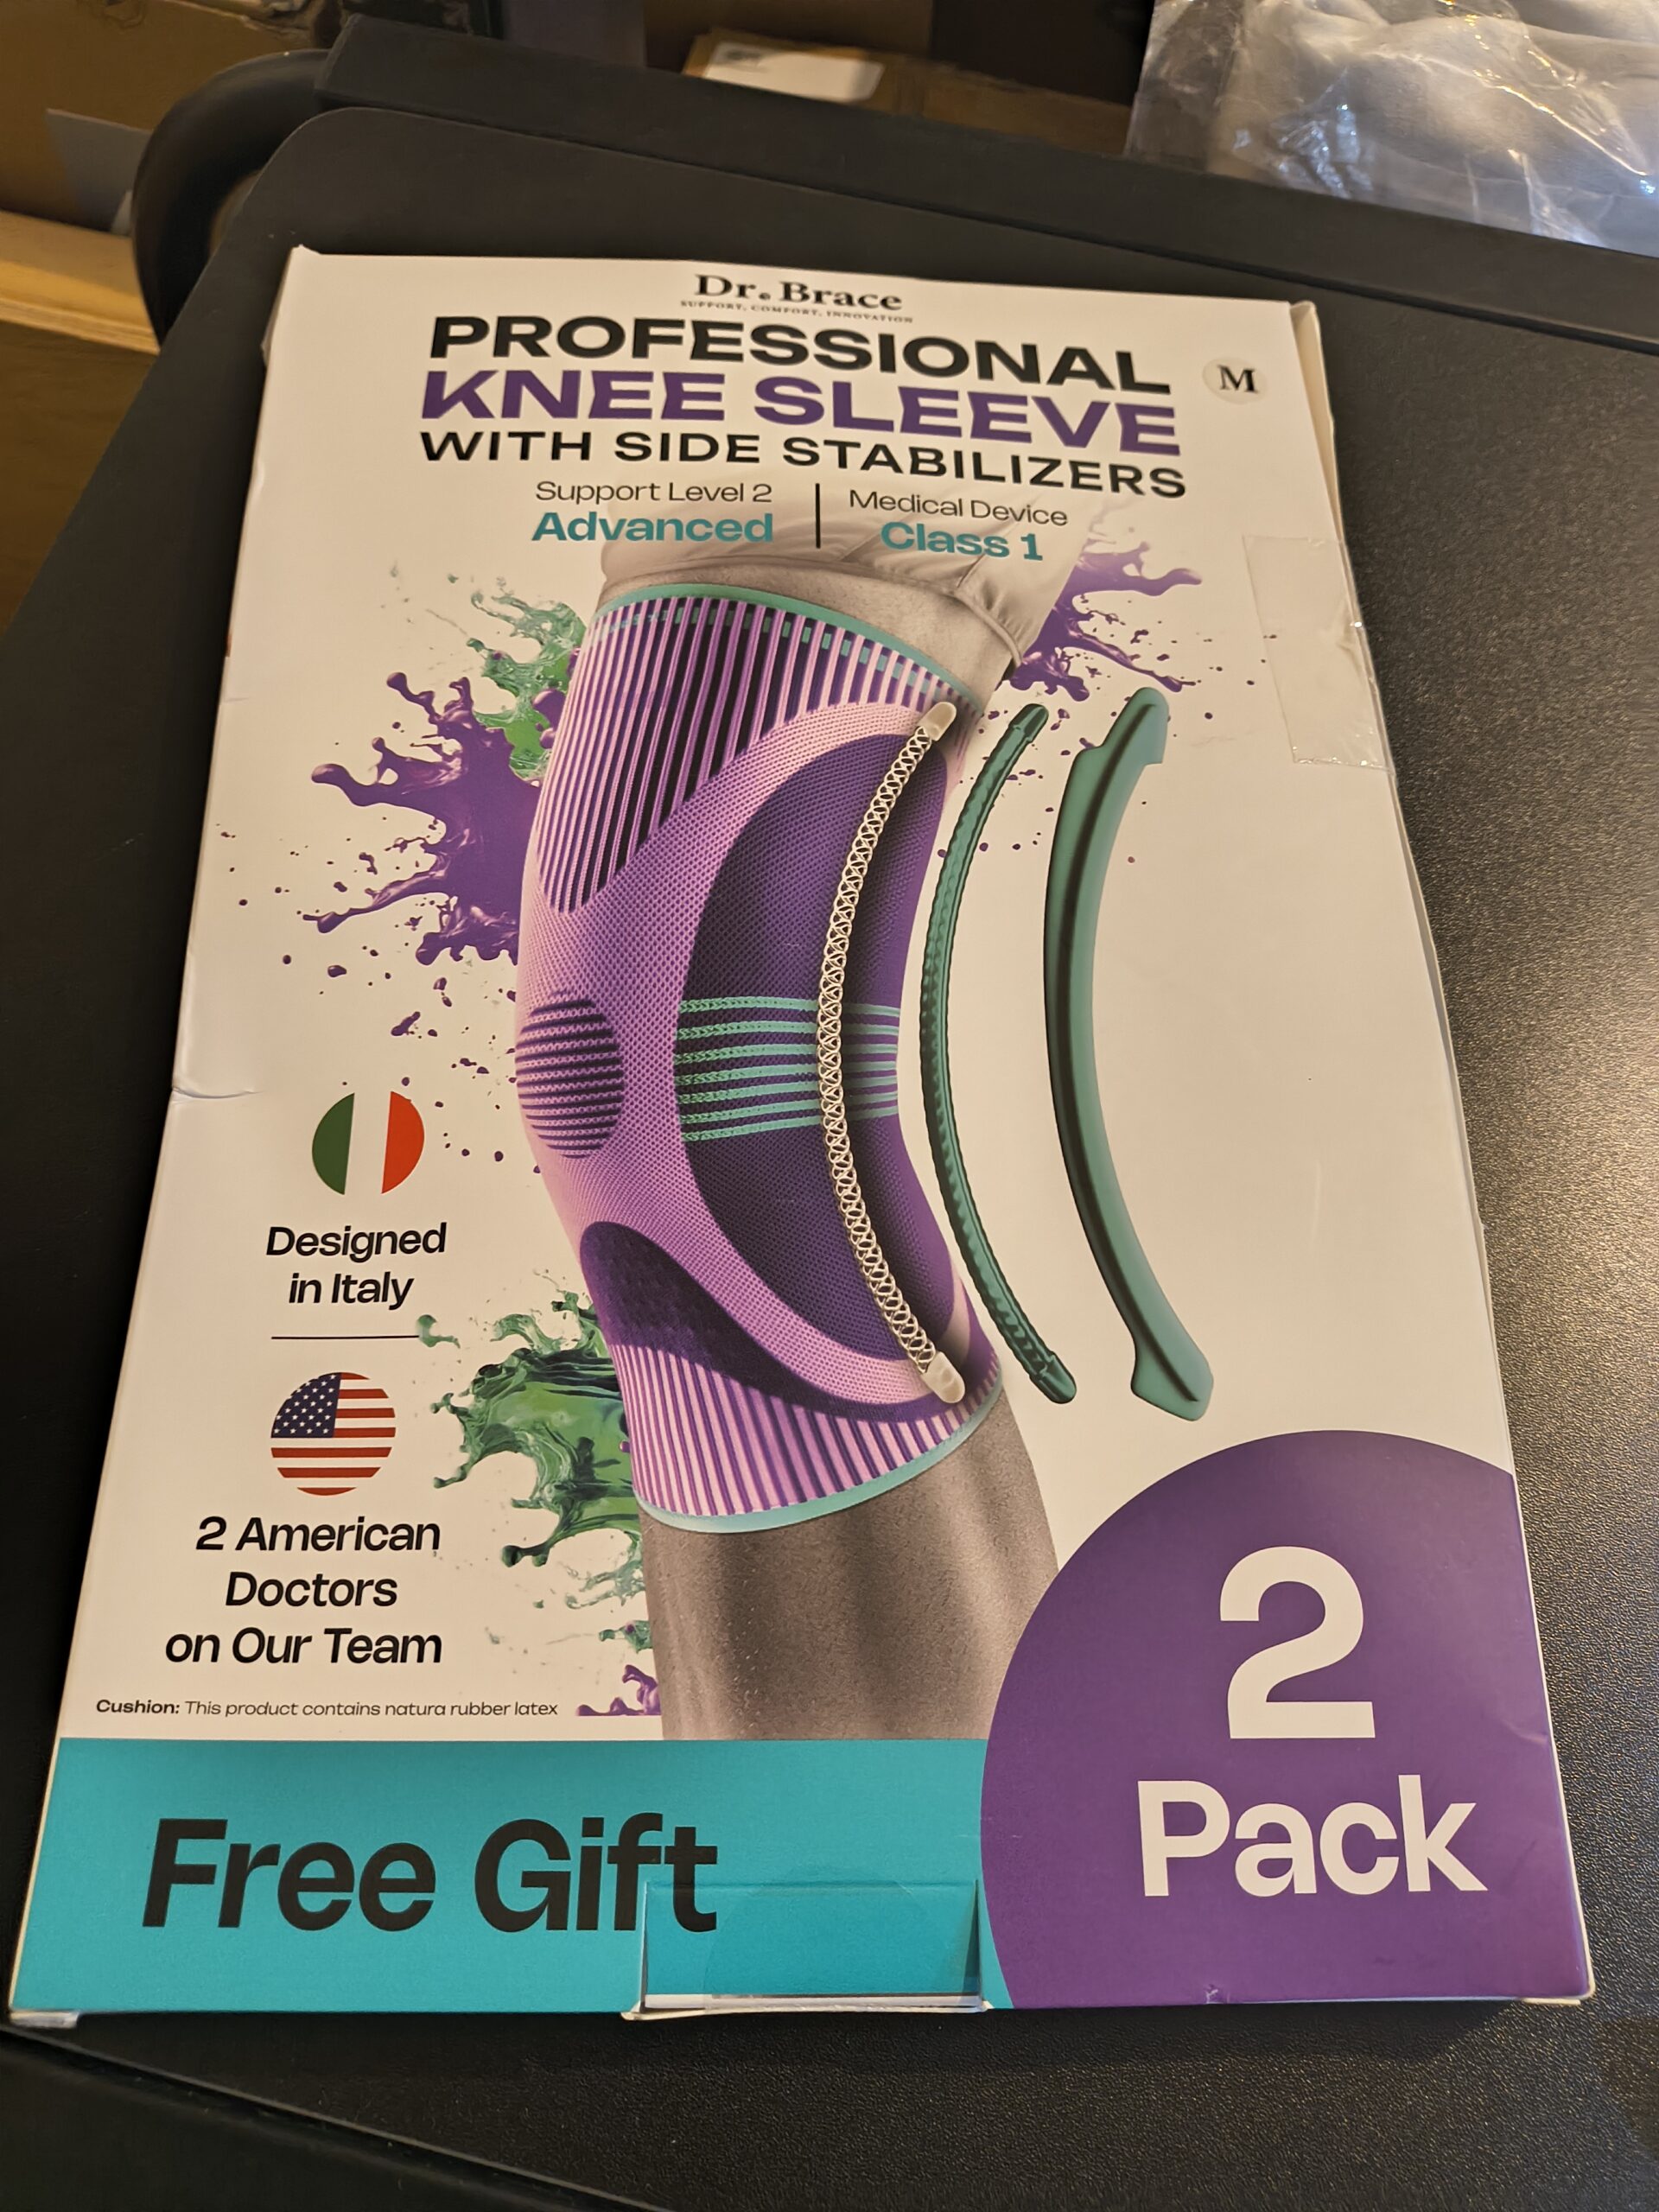 Dr. Brace
SUPPORT, COMFORT, INNOVATION
PROFESSIONAL
M
KNEE SLEEVE
WITH SIDE STABILIZERS
Support Level 2
Advanced
Medical Device
Class 1
Designed
in Italy
2 American
Doctors
on Our Team
Cushion: This product contains natura rubber latex
Free Gift
2
Pack